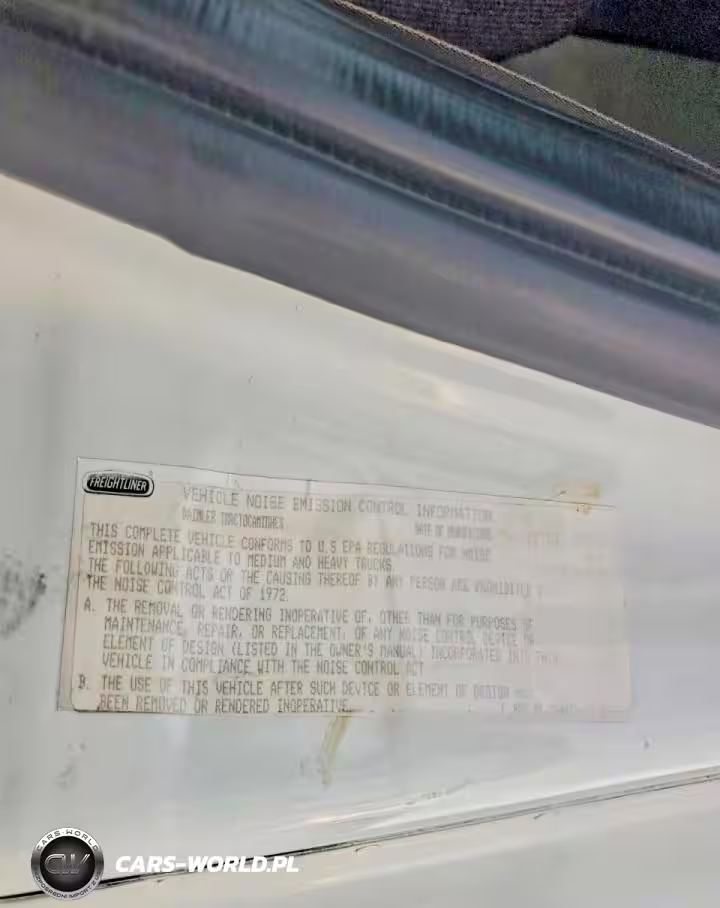 FREIGHTLINER
VEHICLE NOISE EMISSION CONTROL INFORMATION
DAIMLER
DATE OF
THIS COMPLETE VEHICLE CONFORMS TO U.S EPA REGULATIONS FOR NOISE
EMISSION APPLICABLE TO MEDIUM AND HEAVY TRUCKS.
THE FOLLOWING ACTS OR THE CAUSING THEREOF BY ANY PERSON ARE PROHIBITED
THE NOISE CONTROL ACT OF 1972.
A. THE REMOVAL OR RENDERING INOPERATIVE OF, OTHER THAN FOR PURPOSES OF
MAINTENANCE, REPAIR, OR REPLACEMENT, OF ANY NOISE CONTROL DEVICE OR
ELEMENT OF DESIGN (LISTED IN THE OWNER'S MANUAL) INCORPORATED INTO THIS
VEHICLE IN COMPLIANCE WITH THE NOISE CONTROL ACT
B. THE USE OF THIS VEHICLE AFTER SUCH DEVICE OR ELEMENT OF DESIGN
BEEN REMOVED OR RENDERED INOPERATIVE.
CARS-WORLD
CW
CARS-WORLD.PL